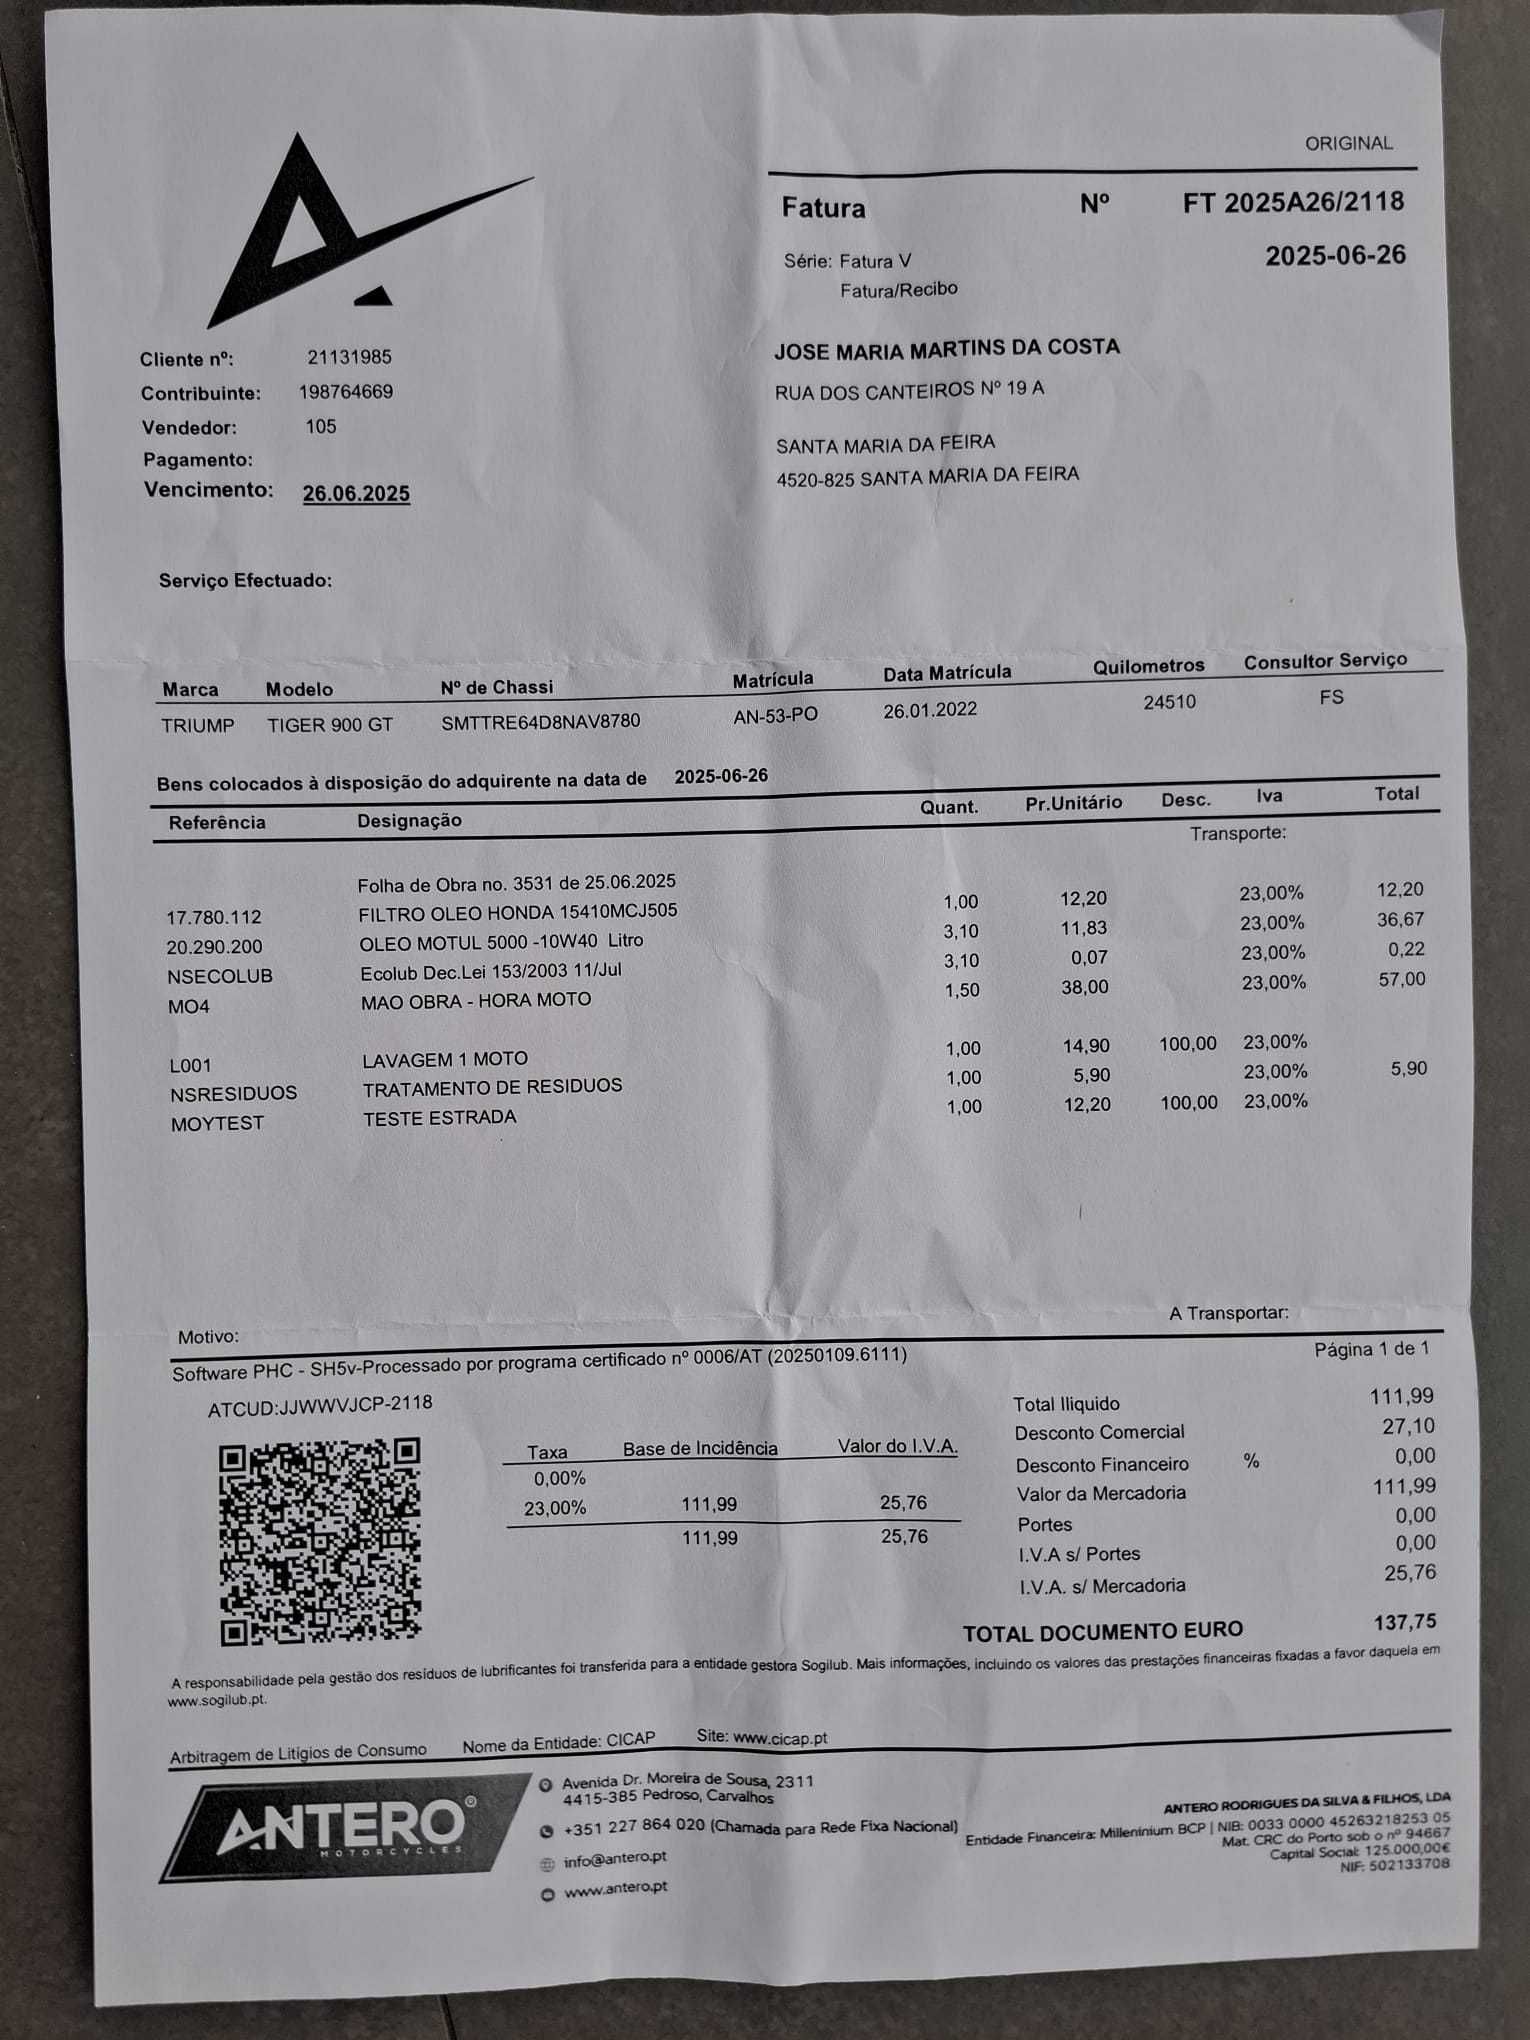 ORIGINAL
Fatura Nº FT 2025A26/2118
Série: Fatura V 2025-06-26
Fatura/Recibo
JOSE MARIA MARTINS DA COSTA
RUA DOS CANTEIROS Nº 19 A
SANTA MARIA DA FEIRA
4520-825 SANTA MARIA DA FEIRA
Cliente nº: 21131985
Contribuinte: 198764669
Vendedor: 105
Pagamento:
Vencimento: 26.06.2025
Serviço Efectuado:
Marca Modelo Nº de Chassi Matrícula Data Matrícula Quilometros Consultor Serviço
TRIUMP TIGER 900 GT SMTTRE64D8NAV8780 AN-53-PO 26.01.2022 24510 FS
Bens colocados à disposição do adquirente na data de 2025-06-26
Referência Designação Quant. Pr.Unitário Desc. Iva Total
Transporte:
Folha de Obra no. 3531 de 25.06.2025
17.780.112 FILTRO OLEO HONDA 15410MCJ505 1,00 12,20 23,00% 12,20
20.290.200 OLEO MOTUL 5000 -10W40 Litro 3,10 11,83 23,00% 36,67
NSECOLUB Ecolub Dec.Lei 153/2003 11/Jul 3,10 0,07 23,00% 0,22
MO4 MAO OBRA - HORA MOTO 1,50 38,00 23,00% 57,00
L001 LAVAGEM 1 MOTO 1,00 14,90 100,00 23,00%
NSRESIDUOS TRATAMENTO DE RESIDUOS 1,00 5,90 23,00% 5,90
MOYTEST TESTE ESTRADA 1,00 12,20 100,00 23,00%
A Transportar:
Motivo:
Software PHC - SH5v-Processado por programa certificado nº 0006/AT (20250109.6111) Página 1 de 1
ATCUD:JJWWVJCP-2118
Taxa Base de Incidência Valor do I.V.A.
0,00%
23,00% 111,99 25,76
111,99 25,76
Total Iliquido 111,99
Desconto Comercial 27,10
Desconto Financeiro % 0,00
Valor da Mercadoria 111,99
Portes 0,00
I.V.A s/ Portes 0,00
I.V.A. s/ Mercadoria 25,76
TOTAL DOCUMENTO EURO 137,75
A responsabilidade pela gestão dos resíduos de lubrificantes foi transferida para a entidade gestora Sogilub. Mais informações, incluindo os valores das prestações financeiras fixadas a favor daquela em
www.sogilub.pt.
Arbitragem de Litígios de Consumo Nome da Entidade: CICAP Site: www.cicap.pt
ANTERO®
MOTORCYCLES
Avenida Dr. Moreira de Sousa, 2311
4415-385 Pedroso, Carvalhos
+351 227 864 020 (Chamada para Rede Fixa Nacional)
info@antero.pt
www.antero.pt
ANTERO RODRIGUES DA SILVA & FILHOS, LDA
Entidade Financeira: Milleninium BCP | NIB: 0033 0000 45263218253 05
Mat. CRC do Porto sob o nº 94667
Capital Social: 125.000,00€
NIF: 502133708